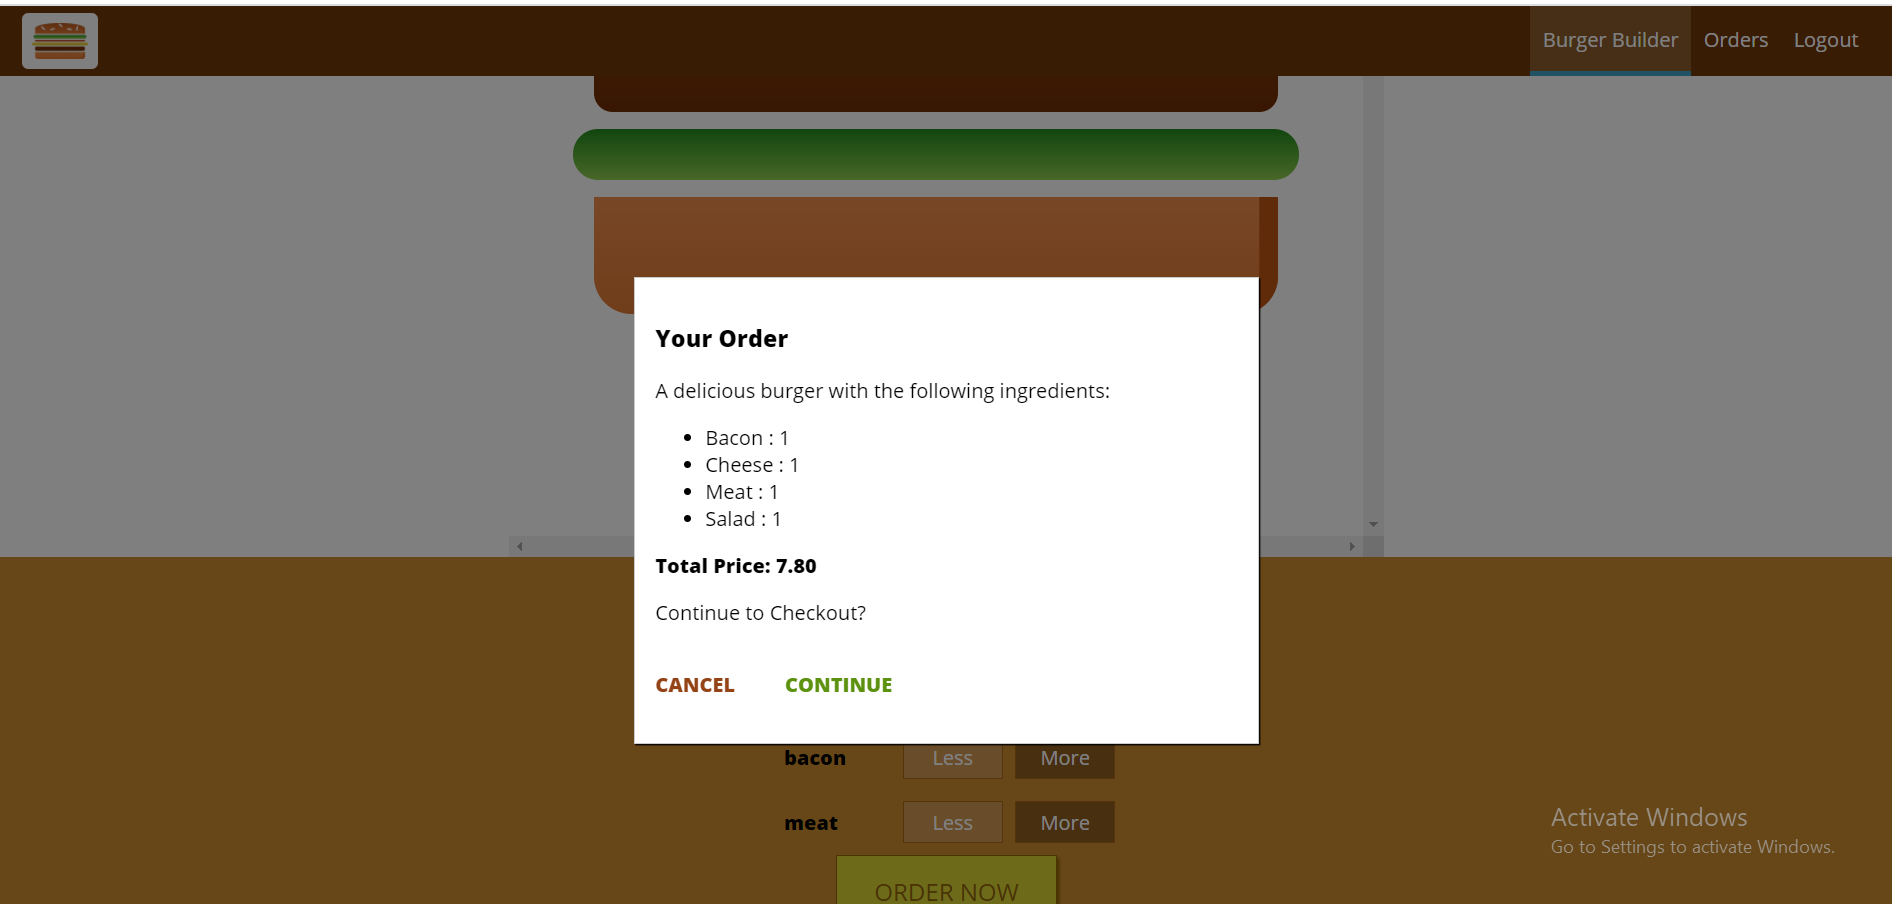 Burger Builder Orders Logout
Your Order
A delicious burger with the following ingredients:
Bacon : 1
Cheese : 1
Meat : 1
Salad : 1
Total Price: 7.80
Continue to Checkout?
CANCEL CONTINUE
bacon Less More
meat Less More
ORDER NOW
Activate Windows
Go to Settings to activate Windows.